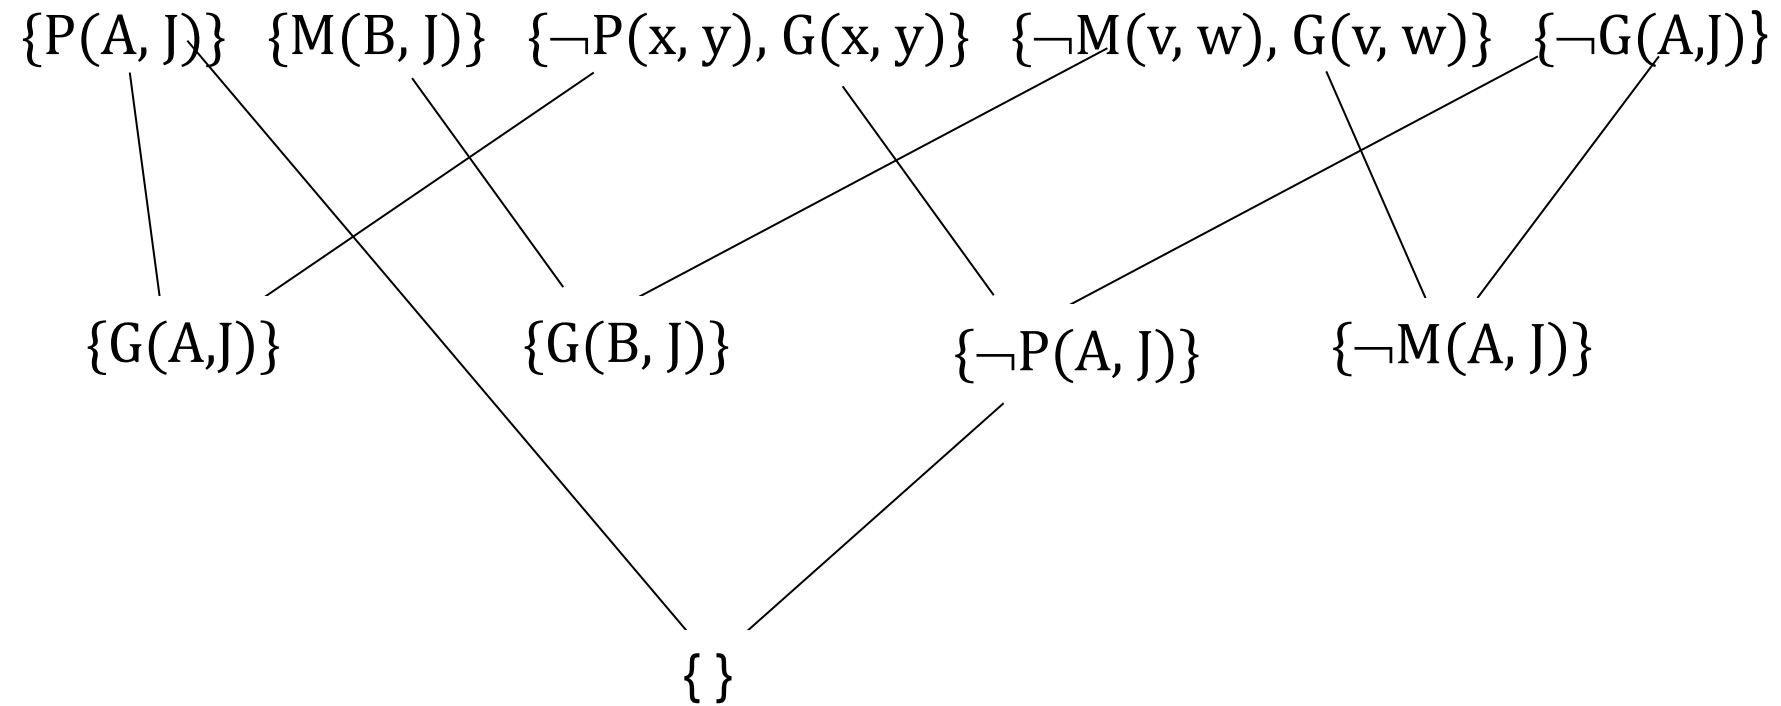 {P(A, J)} {M(B, J)} {¬P(x, y), G(x, y)} {¬M(v, w), G(v, w)} {¬G(A,J)}
{G(A,J)} {G(B, J)} {¬P(A, J)} {¬M(A, J)}
{ }